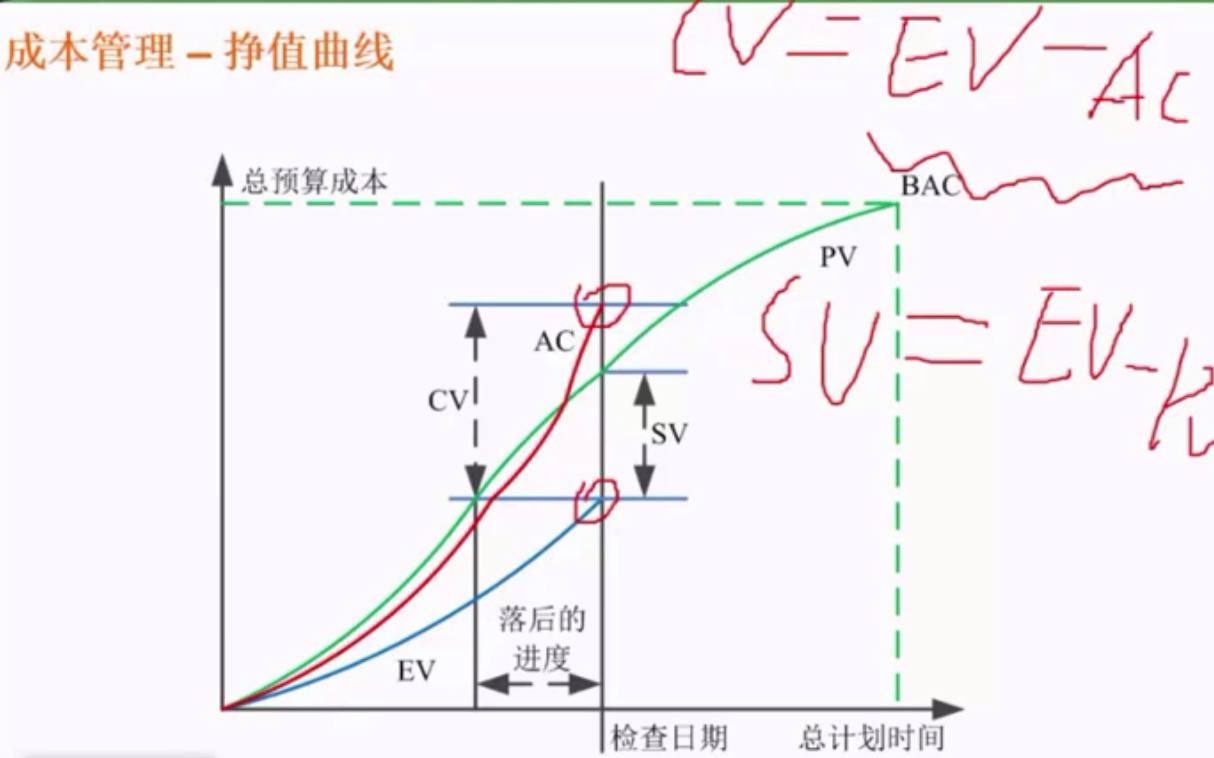 成本管理 – 挣值曲线
CV = EV - AC
总预算成本
BAC
PV
SV = EV - PV
AC
CV
SV
落后的
进度
EV
检查日期
总计划时间